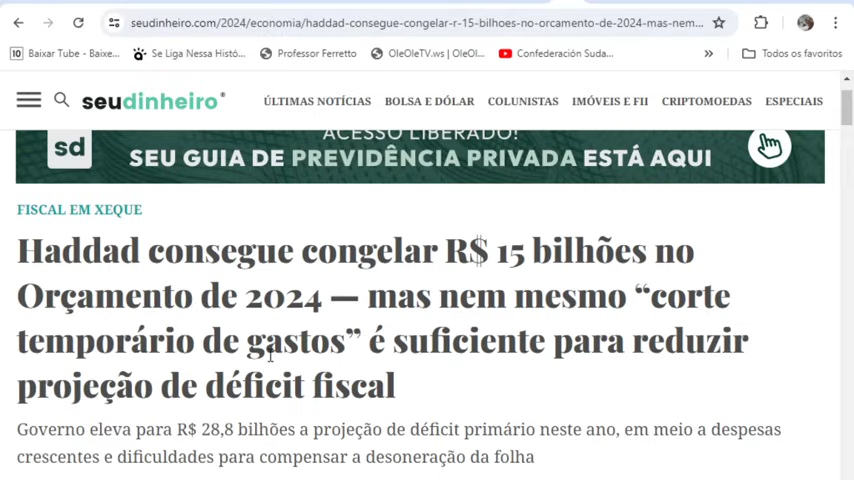 seudinheiro.com/2024/economia/haddad-consegue-congelar-r-15-bilhoes-no-orcamento-de-2024-mas-nem...
10 Baixar Tube - Baixe... Se Liga Nessa Histó... Professor Ferretto OleOleTV.ws | OleOl... Confederación Suda... » Todos os favoritos
seudinheiro® ÚLTIMAS NOTÍCIAS BOLSA E DÓLAR COLUNISTAS IMÓVEIS E FII CRIPTOMOEDAS ESPECIAIS
ACESSO LIBERADO!
sd SEU GUIA DE PREVIDÊNCIA PRIVADA ESTÁ AQUI
FISCAL EM XEQUE
Haddad consegue congelar R$ 15 bilhões no
Orçamento de 2024 — mas nem mesmo “corte
temporário de gastos” é suficiente para reduzir
projeção de déficit fiscal
Governo eleva para R$ 28,8 bilhões a projeção de déficit primário neste ano, em meio a despesas
crescentes e dificuldades para compensar a desoneração da folha